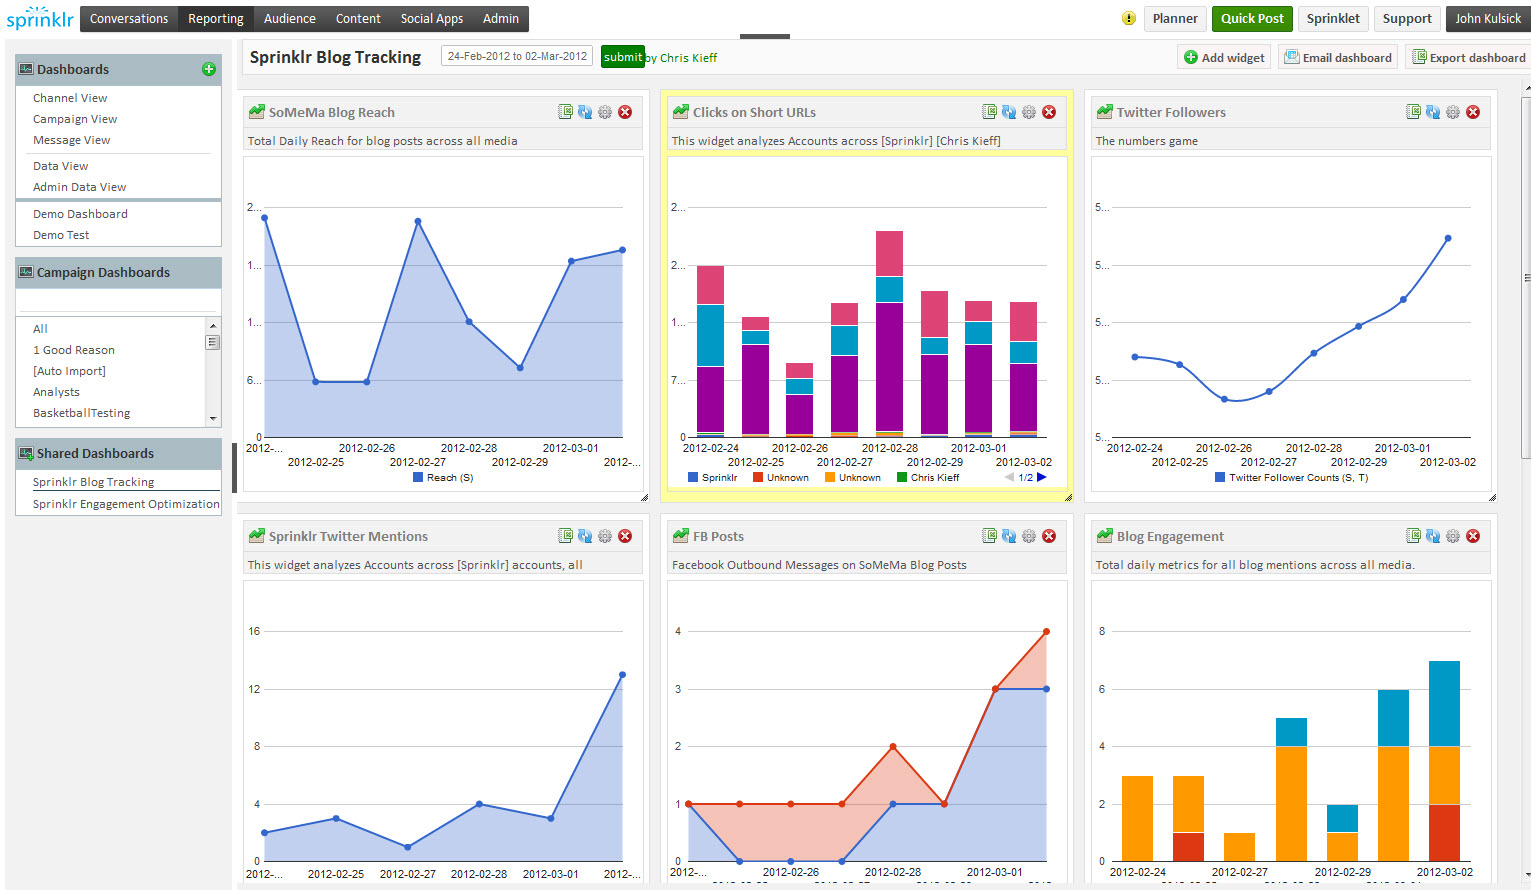 sprinklr
Conversations Reporting Audience Content Social Apps Admin
Planner Quick Post Sprinklet Support John Kulsick
Dashboards
Channel View
Campaign View
Message View
Data View
Admin Data View
Demo Dashboard
Demo Test
Campaign Dashboards
All
1 Good Reason
[Auto Import]
Analysts
BasketballTesting
Shared Dashboards
Sprinklr Blog Tracking
Sprinklr Engagement Optimization
Sprinklr Blog Tracking 24-Feb-2012 to 02-Mar-2012 submit by Chris Kieff
Add widget Email dashboard Export dashboard
SoMeMa Blog Reach
Total Daily Reach for blog posts across all media
2...
1...
1...
6...
0
2012-... 2012-02-26 2012-02-28 2012-03-01
2012-02-25 2012-02-27 2012-02-29 2012-...
Reach (S)
Clicks on Short URLs
This widget analyzes Accounts across [Sprinklr] [Chris Kieff]
2...
2...
1...
7...
0
2012-02-24 2012-02-26 2012-02-28 2012-03-01
2012-02-25 2012-02-27 2012-02-29 2012-03-02
Sprinklr Unknown Unknown Chris Kieff 1/2
Twitter Followers
The numbers game
5...
5...
5...
5...
5...
2012-02-24 2012-02-26 2012-02-28 2012-03-01
2012-02-25 2012-02-27 2012-02-29 2012-03-02
Twitter Follower Counts (S, T)
Sprinklr Twitter Mentions
This widget analyzes Accounts across [Sprinklr] accounts, all
16
12
8
4
0
2012-... 2012-02-25 2012-02-27 2012-02-28 2012-03-01 2012-...
FB Posts
Facebook Outbound Messages on SoMeMa Blog Posts
4
3
2
1
0
2012-... 2012-02-26 2012-02-28 2012-03-01
Blog Engagement
Total daily metrics for all blog mentions across all media.
8
6
4
2
0
2012-02-24 2012-02-27 2012-02-29 2012-03-02